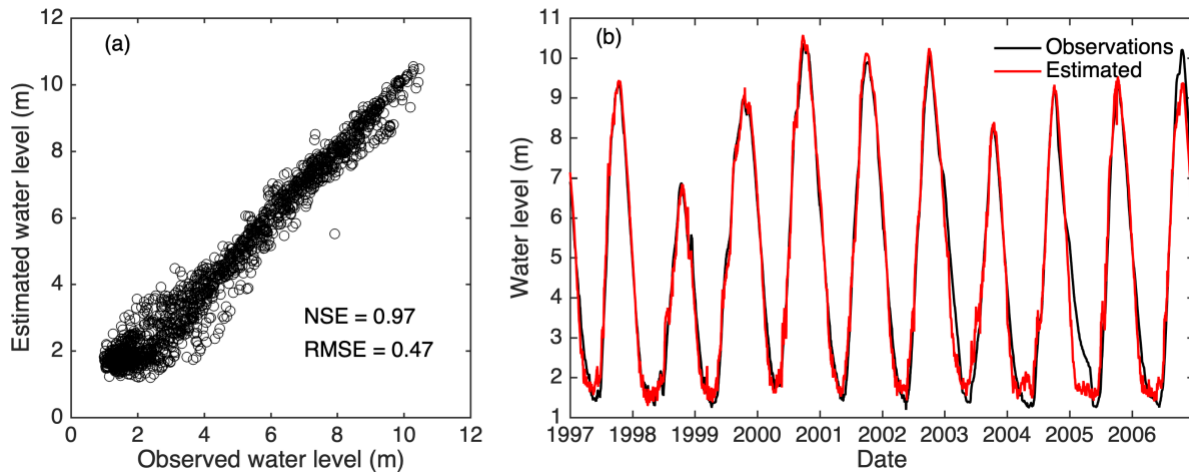 (a)
12
10
8
6
4
2
0
Estimated water level (m)
NSE = 0.97
RMSE = 0.47
0 2 4 6 8 10 12
Observed water level (m)
(b)
Observations
Estimated
11
10
9
8
7
6
5
4
3
2
1
Water level (m)
1997 1998 1999 2000 2001 2002 2003 2004 2005 2006
Date